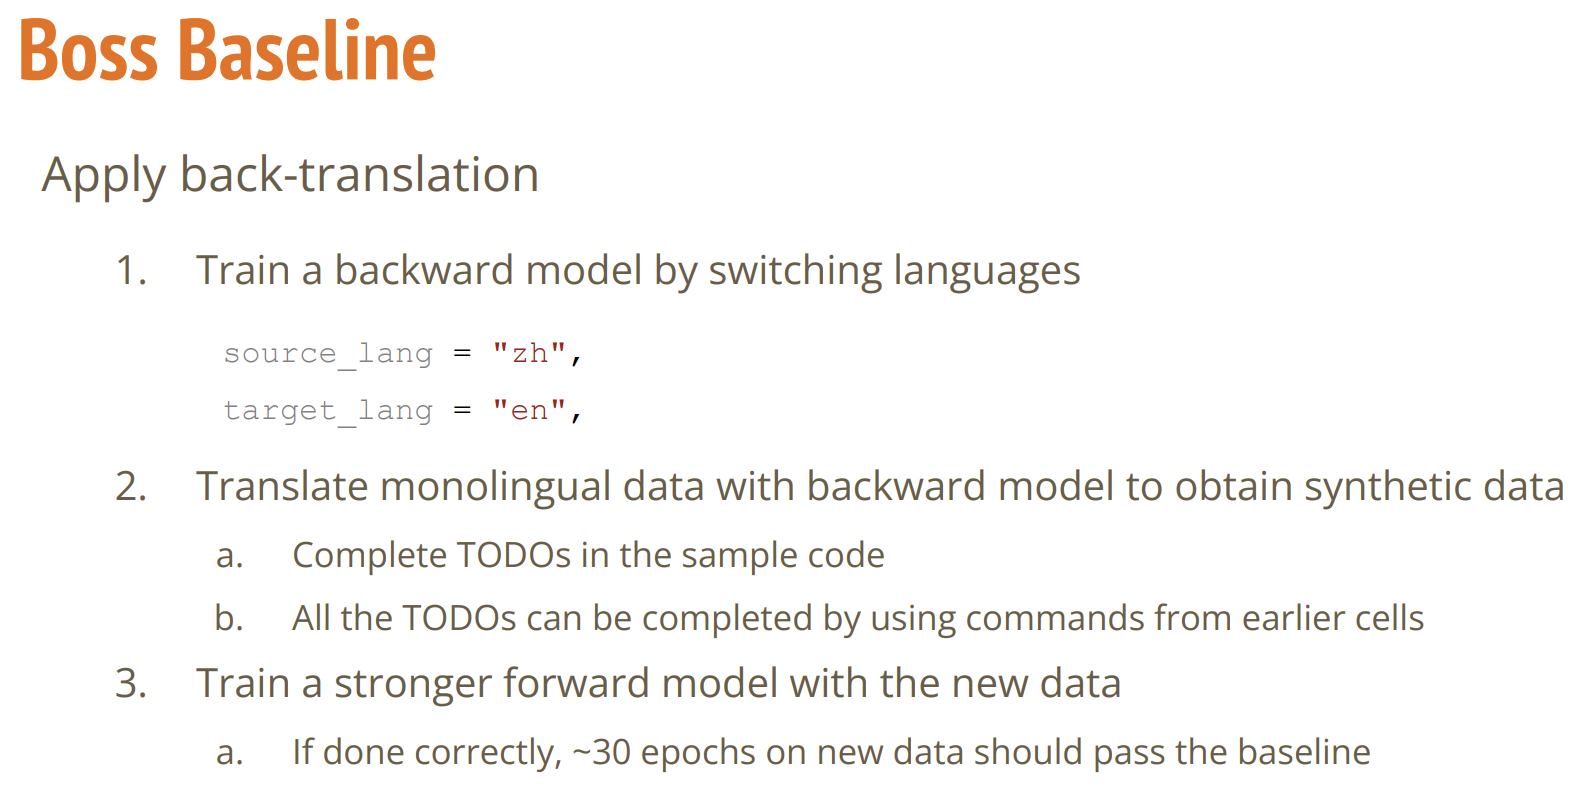 Boss Baseline
Apply back-translation
1. Train a backward model by switching languages
source_lang = "zh",
target_lang = "en",
2. Translate monolingual data with backward model to obtain synthetic data
a. Complete TODOs in the sample code
b. All the TODOs can be completed by using commands from earlier cells
3. Train a stronger forward model with the new data
a. If done correctly, ~30 epochs on new data should pass the baseline